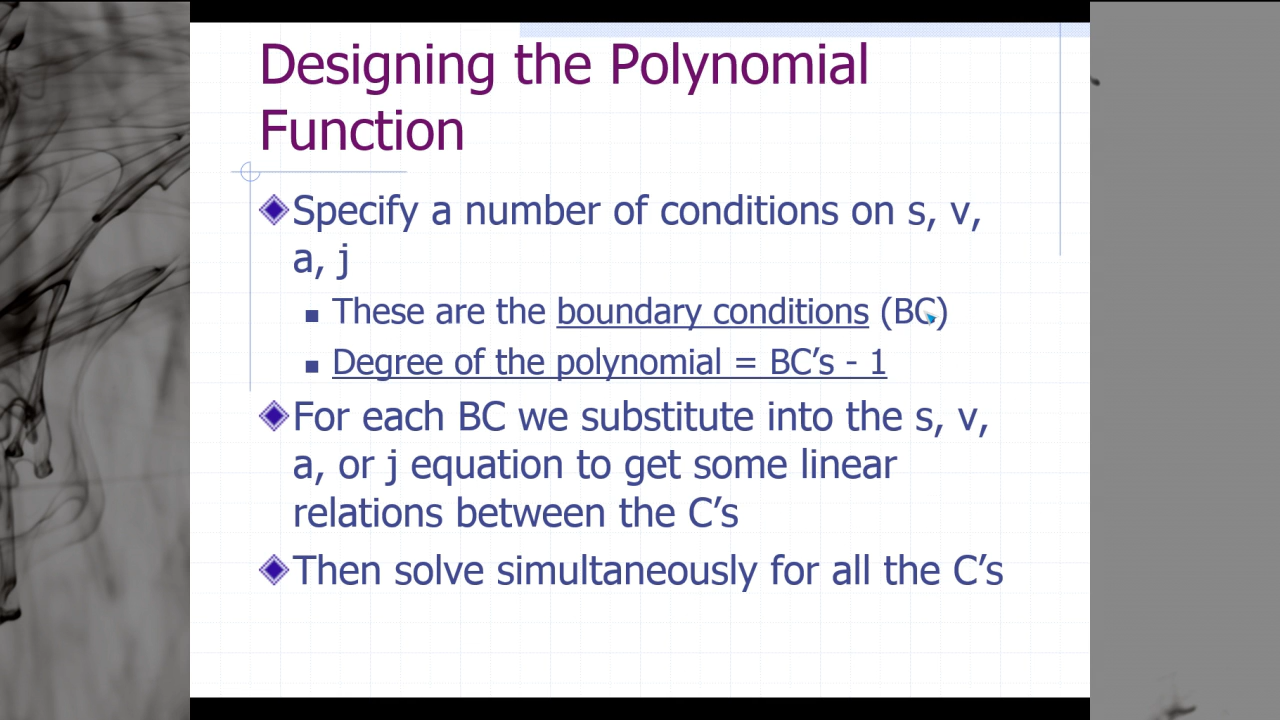 Designing the Polynomial
Function
Specify a number of conditions on s, v,
a, j
These are the boundary conditions (BC)
Degree of the polynomial = BC’s - 1
For each BC we substitute into the s, v,
a, or j equation to get some linear
relations between the C’s
Then solve simultaneously for all the C’s